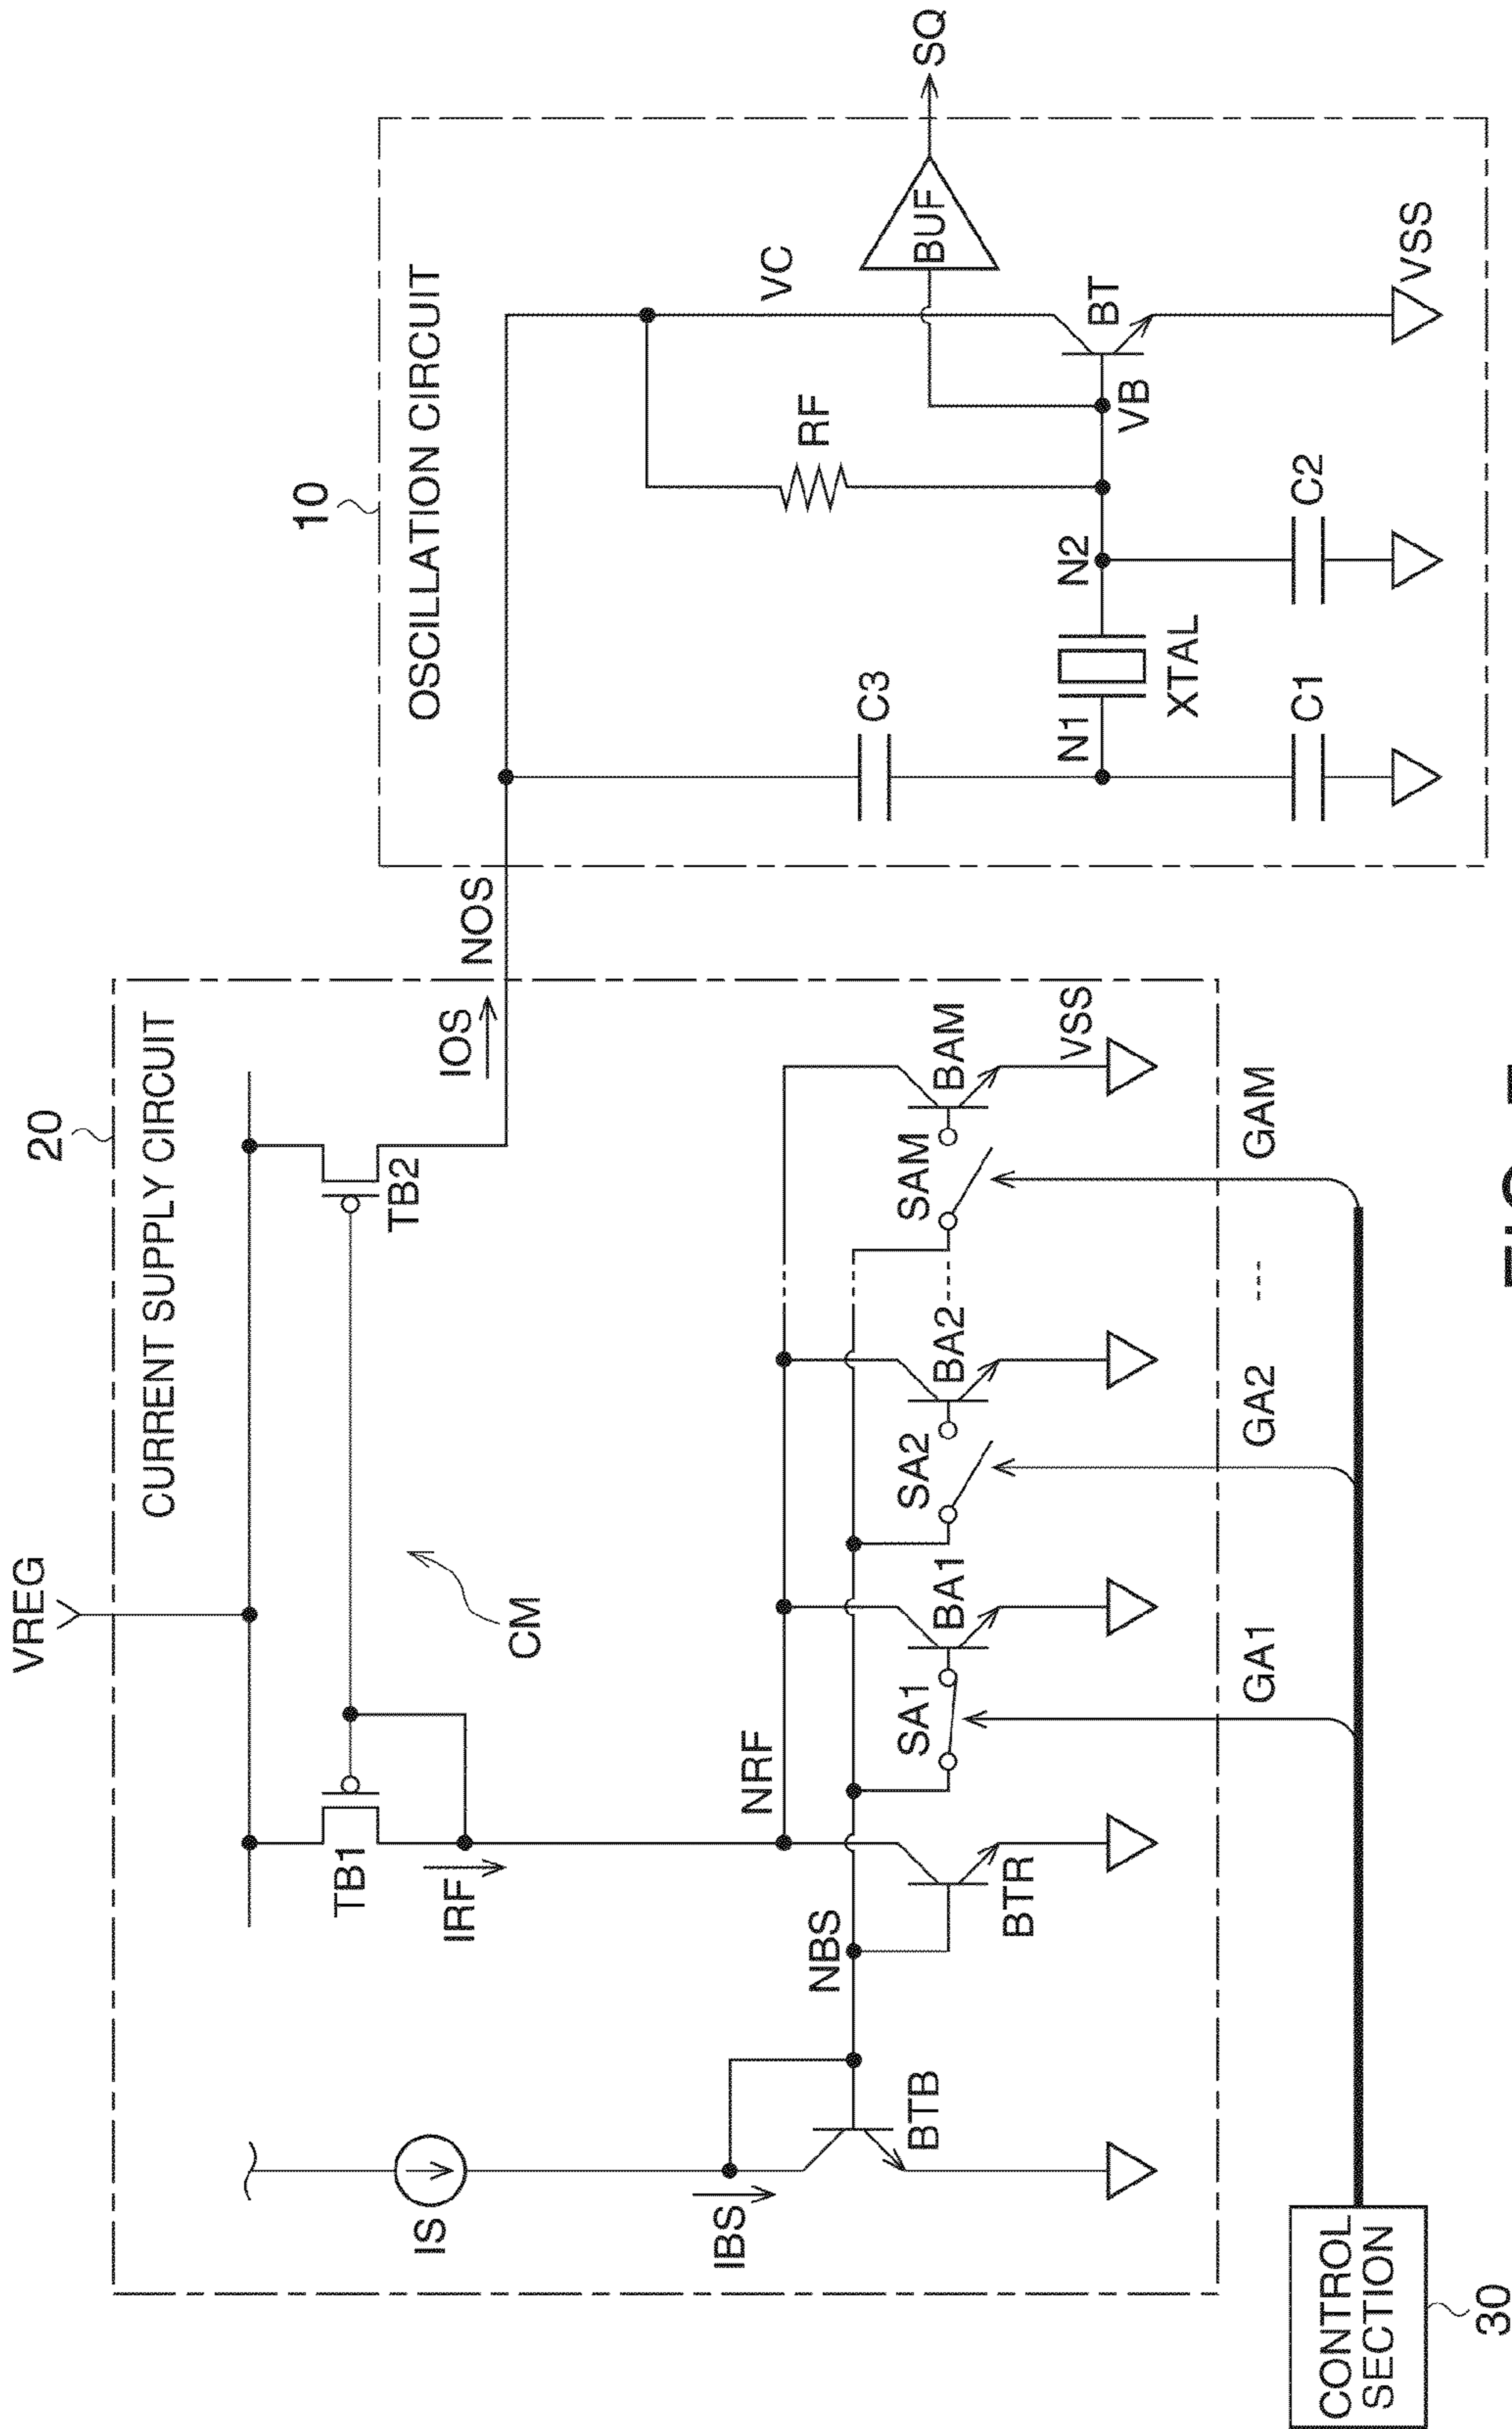 VREG
20
CURRENT SUPPLY CIRCUIT
TB1
TB2
IRF
CM
IOS
NOS
IS
IBS
NRF
NBS
BTB
BTR
SA1
BA1
SA2
BA2
SAM
BAM
VSS
GA1
GA2
GAM
CONTROL
SECTION
30
10
OSCILLATION CIRCUIT
C3
RF
VC
BUF
SQ
N1
XTAL
N2
VB
BT
C1
C2
VSS